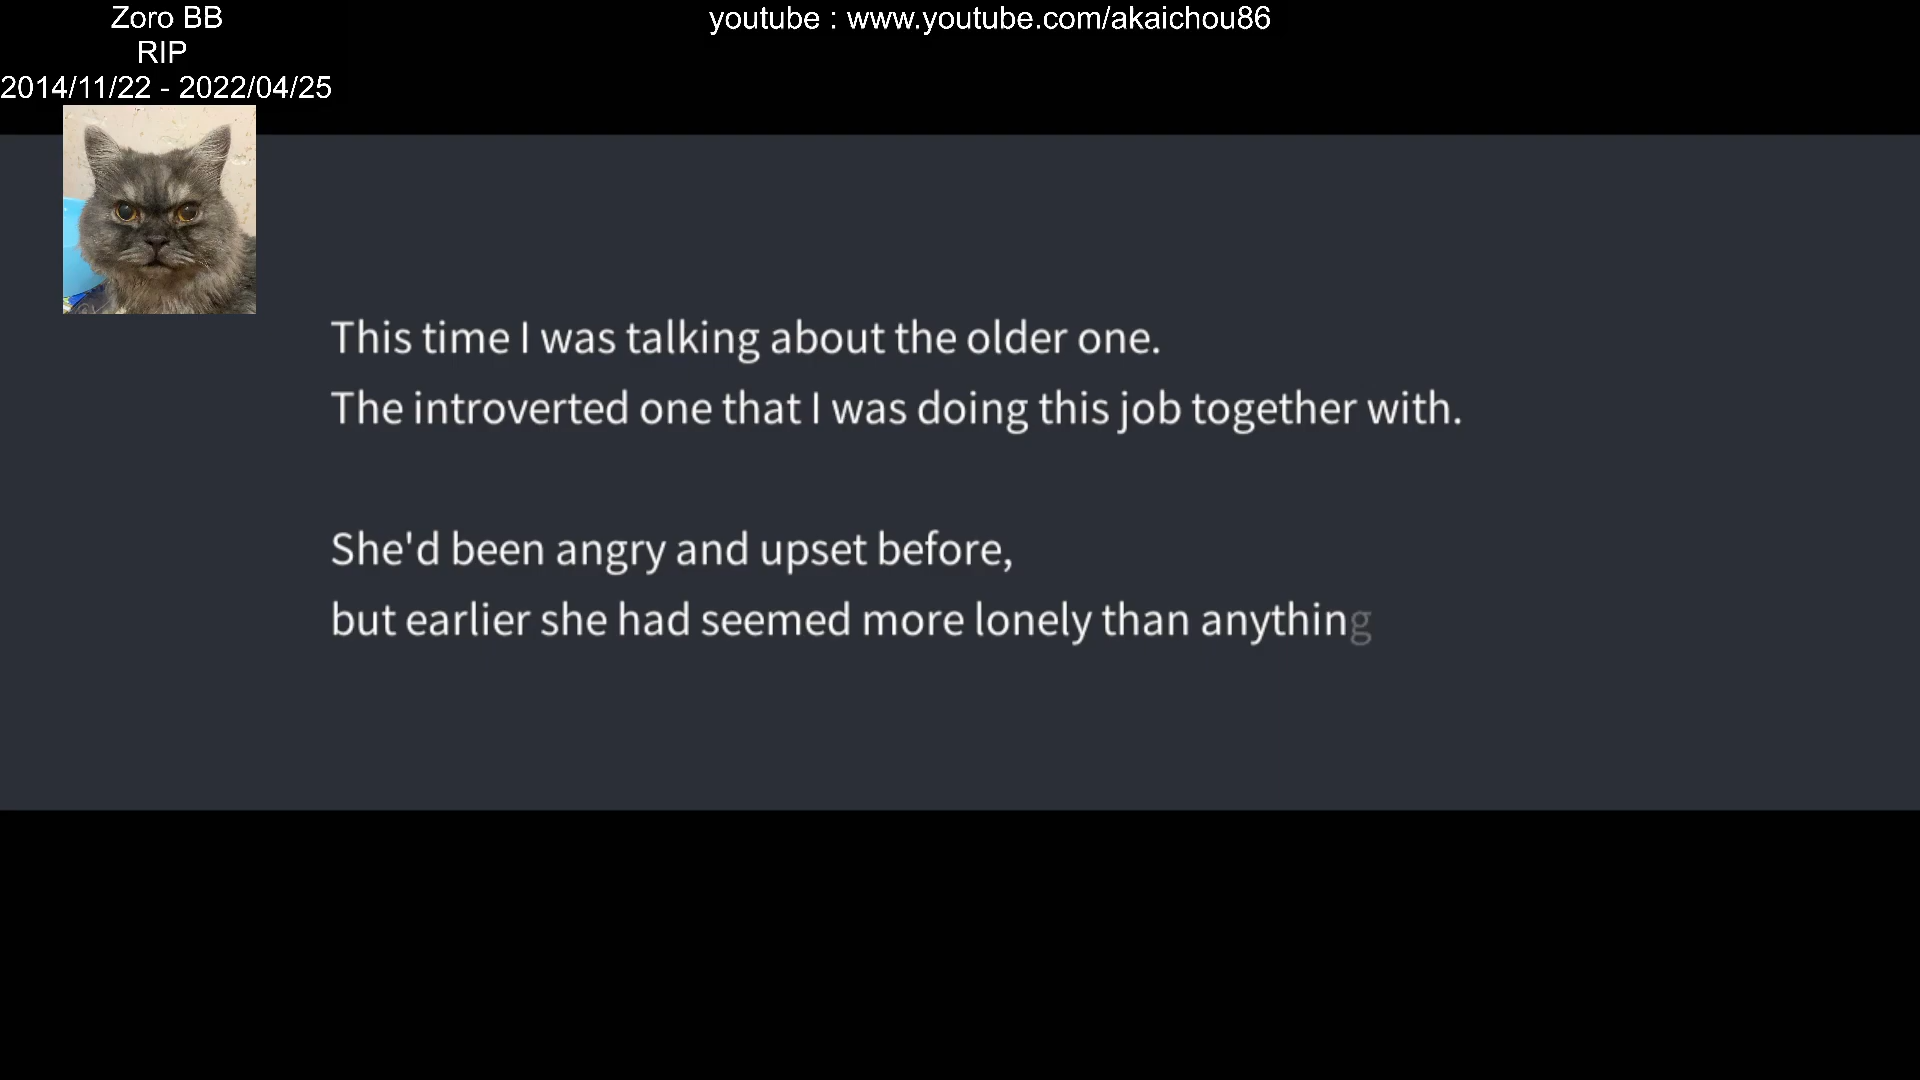 Zoro BB
RIP
2014/11/22 - 2022/04/25
youtube : www.youtube.com/akaichou86
This time I was talking about the older one.
The introverted one that I was doing this job together with.
She'd been angry and upset before,
but earlier she had seemed more lonely than anything